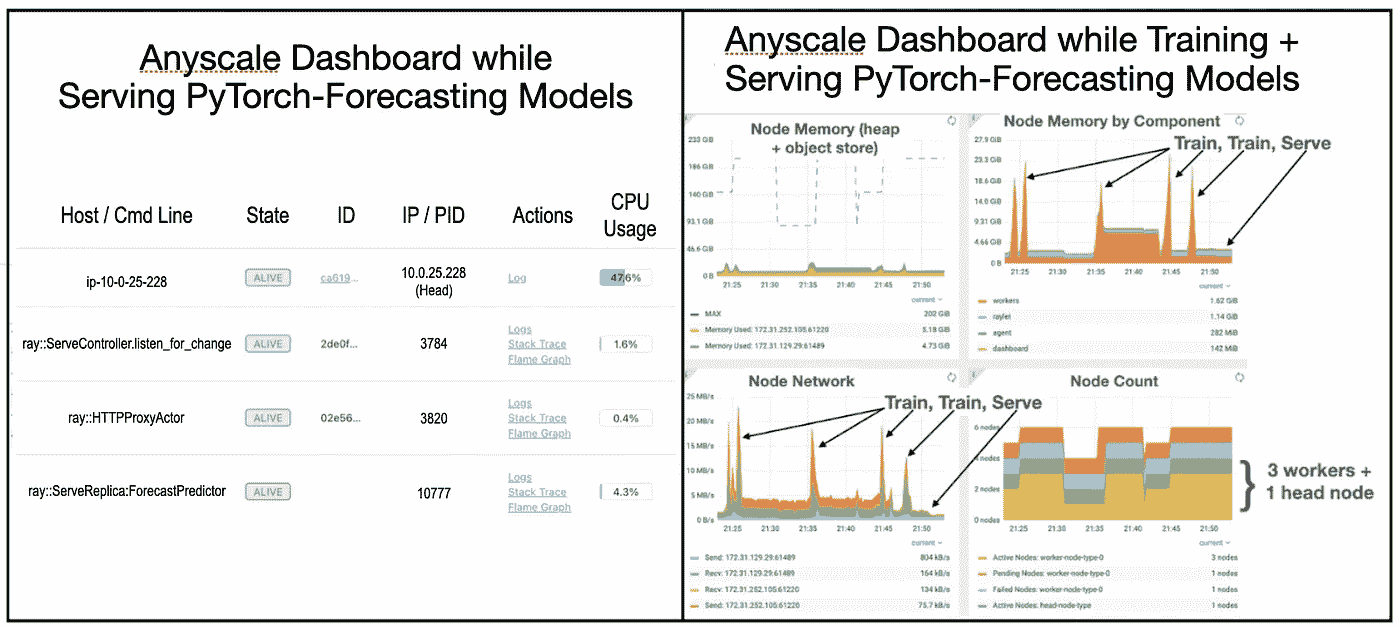 Anyscale Dashboard while
Serving PyTorch-Forecasting Models
Host / Cmd Line State ID IP / PID Actions CPU Usage
ip-10-0-25-228 ALIVE ca619... 10.0.25.228 (Head) Log 47.6%
ray::ServeController.listen_for_change ALIVE 2de0f... 3784 Logs Stack Trace Flame Graph 1.6%
ray::HTTPProxyActor ALIVE 02e56... 3820 Logs Stack Trace Flame Graph 0.4%
ray::ServeReplica:ForecastPredictor ALIVE 10777 Logs Stack Trace Flame Graph 4.3%
Anyscale Dashboard while Training +
Serving PyTorch-Forecasting Models
Node Memory (heap
+ object store)
233 GiB
186 GiB
140 GiB
93.1 GiB
46.6 GiB
0 B
21:25 21:30 21:35 21:40 21:45 21:50
current
MAX 202 GiB
Memory Used: 172.31.252.105:61220 5.18 GiB
Memory Used: 172.31.129.29:61489 4.73 GiB
Node Memory by Component
Train, Train, Serve
27.9 GiB
23.3 GiB
18.6 GiB
14.0 GiB
9.31 GiB
4.66 GiB
0 B
21:25 21:30 21:35 21:40 21:45 21:50
current
workers 1.62 GiB
raylet 1.14 GiB
agent 282 MiB
dashboard 142 MiB
Node Network
Train, Train, Serve
25 MB/s
20 MB/s
15 MB/s
10 MB/s
5 MB/s
0 B/s
21:25 21:30 21:35 21:40 21:45 21:50
current
Send: 172.31.129.29:61489 804 kB/s
Recv: 172.31.129.29:61489 164 kB/s
Recv: 172.31.252.105:61220 134 kB/s
Send: 172.31.252.105:61220 75.7 kB/s
Node Count
6 nodes
4 nodes
2 nodes
0 nodes
21:25 21:30 21:35 21:40 21:45 21:50
current
Active Nodes: worker-node-type-0 3 nodes
Pending Nodes: worker-node-type-0 1 nodes
Failed Nodes: worker-node-type-0 1 nodes
Active Nodes: head-node-type 1 nodes
3 workers +
1 head node